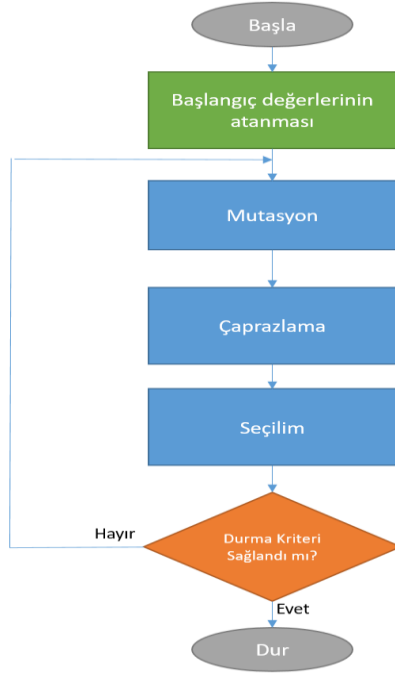 Başla
Başlangıç değerlerinin
atanması
Mutasyon
Çaprazlama
Seçilim
Hayır
Durma Kriteri
Sağlandı mı?
Evet
Dur